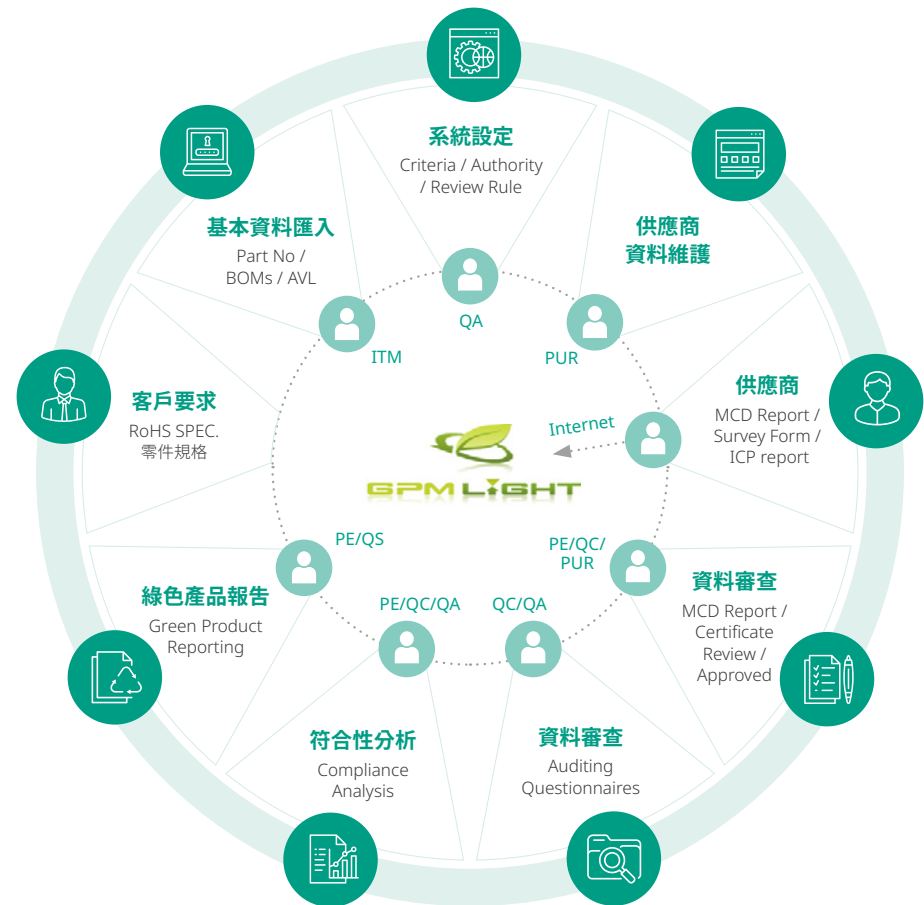 系統設定
Criteria / Authority
/ Review Rule
QA
供應商
資料維護
PUR
供應商
MCD Report /
Survey Form /
ICP report
Internet
資料審查
MCD Report /
Certificate
Review /
Approved
PE/QC/
PUR
資料審查
Auditing
Questionnaires
QC/QA
符合性分析
Compliance
Analysis
PE/QC/QA
綠色產品報告
Green Product
Reporting
PE/QS
客戶要求
RoHS SPEC.
零件規格
基本資料匯入
Part No /
BOMs / AVL
ITM
GPM LIGHT